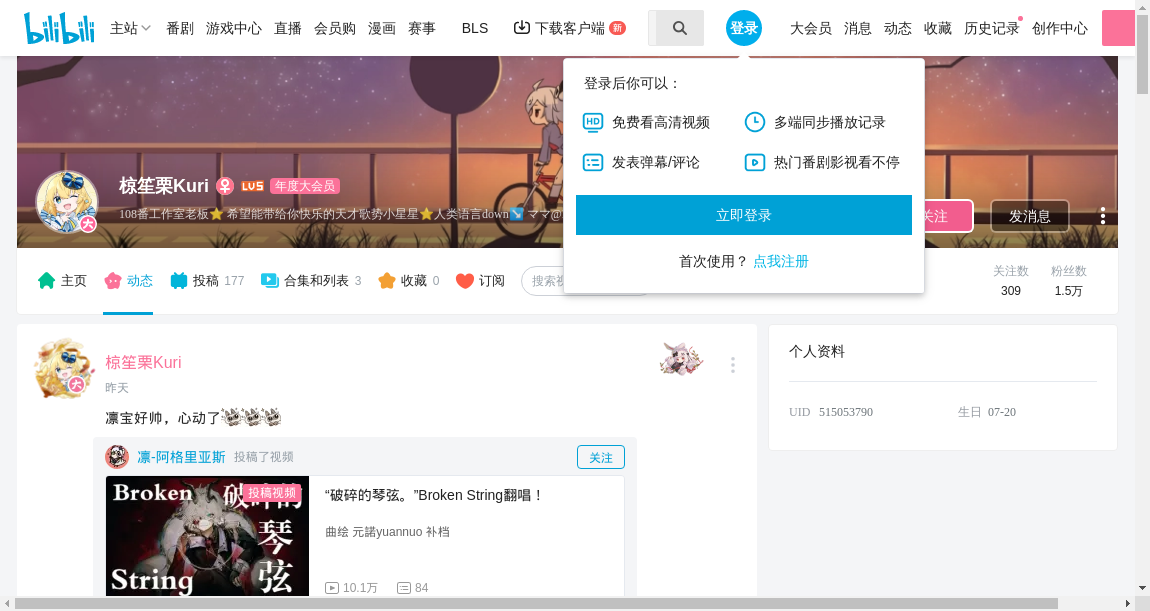 bilibili 主站 番剧 游戏中心 直播 会员购 漫画 赛事 BLS 下载客户端 新 登录 大会员 消息 动态 收藏 历史记录 创作中心
登录后你可以：
HD 免费看高清视频 多端同步播放记录
发表弹幕/评论 热门番剧影视看不停
立即登录
首次使用？ 点我注册
椋笙栗Kuri LV5 年度大会员
108番工作室老板⭐ 希望能带给你快乐的天才歌势小星星⭐人类语言down↘️ ママ@
大
关注 发消息
主页 动态 投稿 177 合集和列表 3 收藏 0 订阅 搜索
关注数 粉丝数
309 1.5万
椋笙栗Kuri
大
昨天
凛宝好帅，心动了
凛-阿格里亚斯 投稿了视频 关注
投稿视频
Broken 破碎的
琴弦
String
“破碎的琴弦。”Broken String翻唱！
曲绘 元諾yuannuo 补档
10.1万 84
个人资料
UID 515053790 生日 07-20